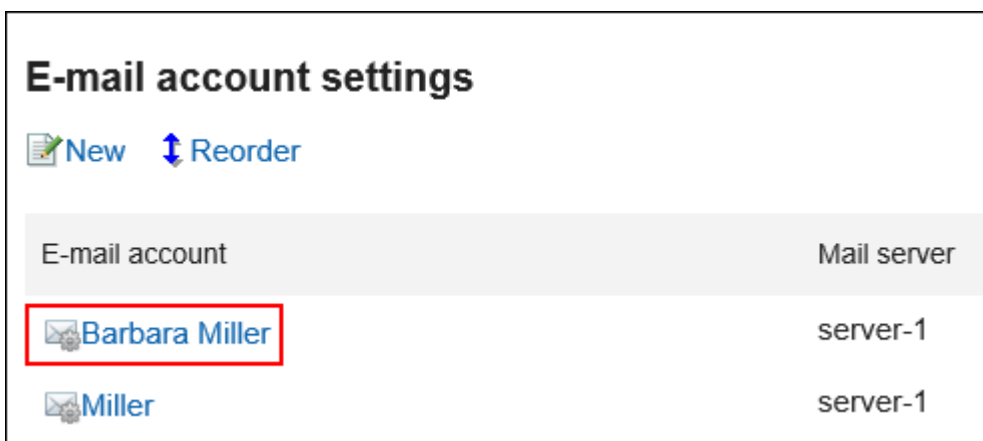 E-mail account settings
New Reorder
E-mail account Mail server
Barbara Miller server-1
Miller server-1